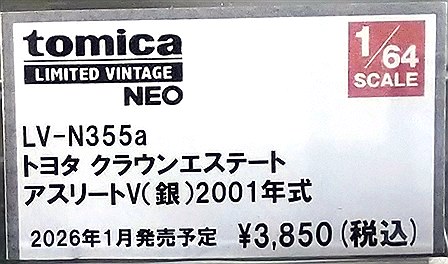 tomica
LIMITED VINTAGE
NEO
1/64
SCALE
LV-N355a
トヨタ クラウンエステート
アスリートV(銀)2001年式
2026年1月発売予定 ¥3,850(税込)